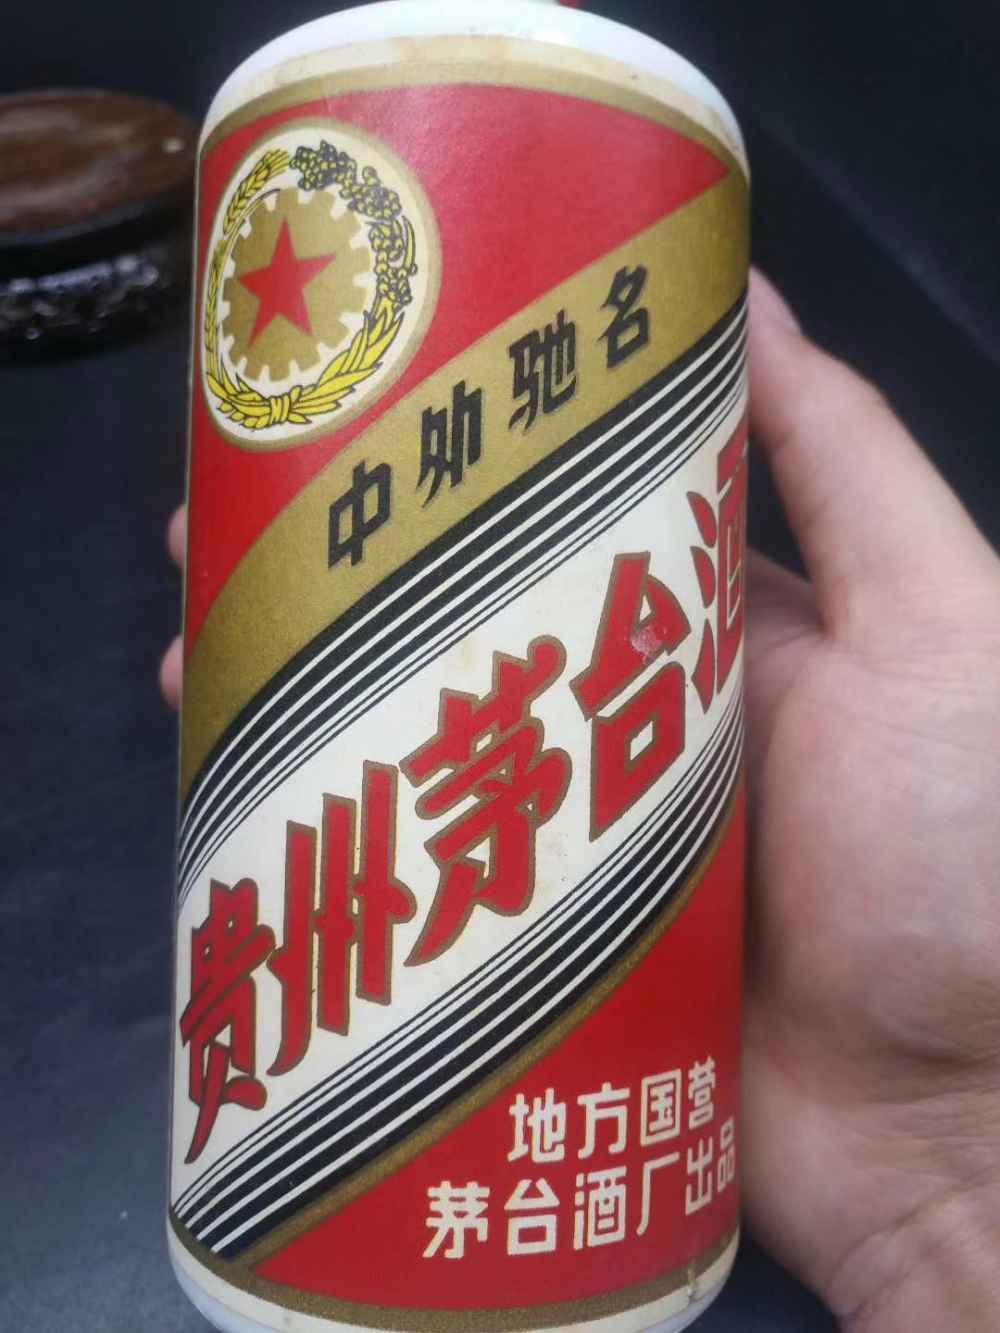 中外驰名
贵州茅台酒
地方国营
茅台酒厂出品